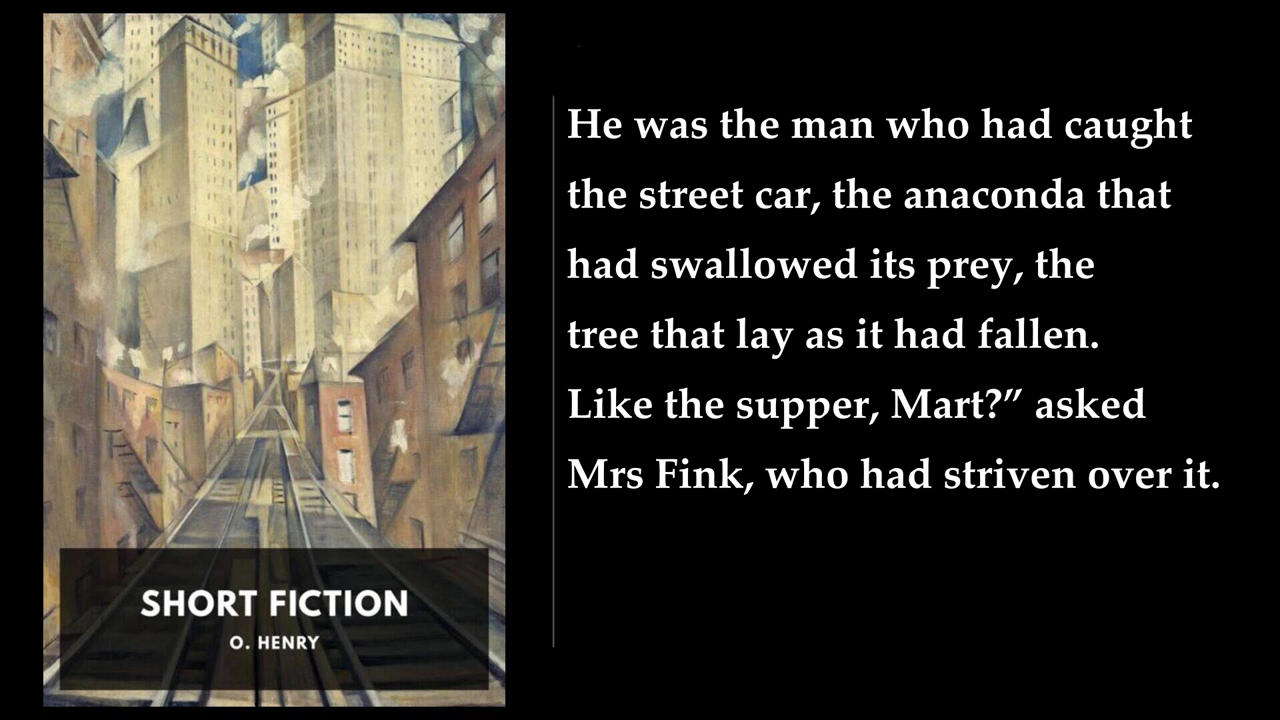 He was the man who had caught
the street car, the anaconda that
had swallowed its prey, the
tree that lay as it had fallen.
Like the supper, Mart?” asked
Mrs Fink, who had striven over it.
SHORT FICTION
O. HENRY